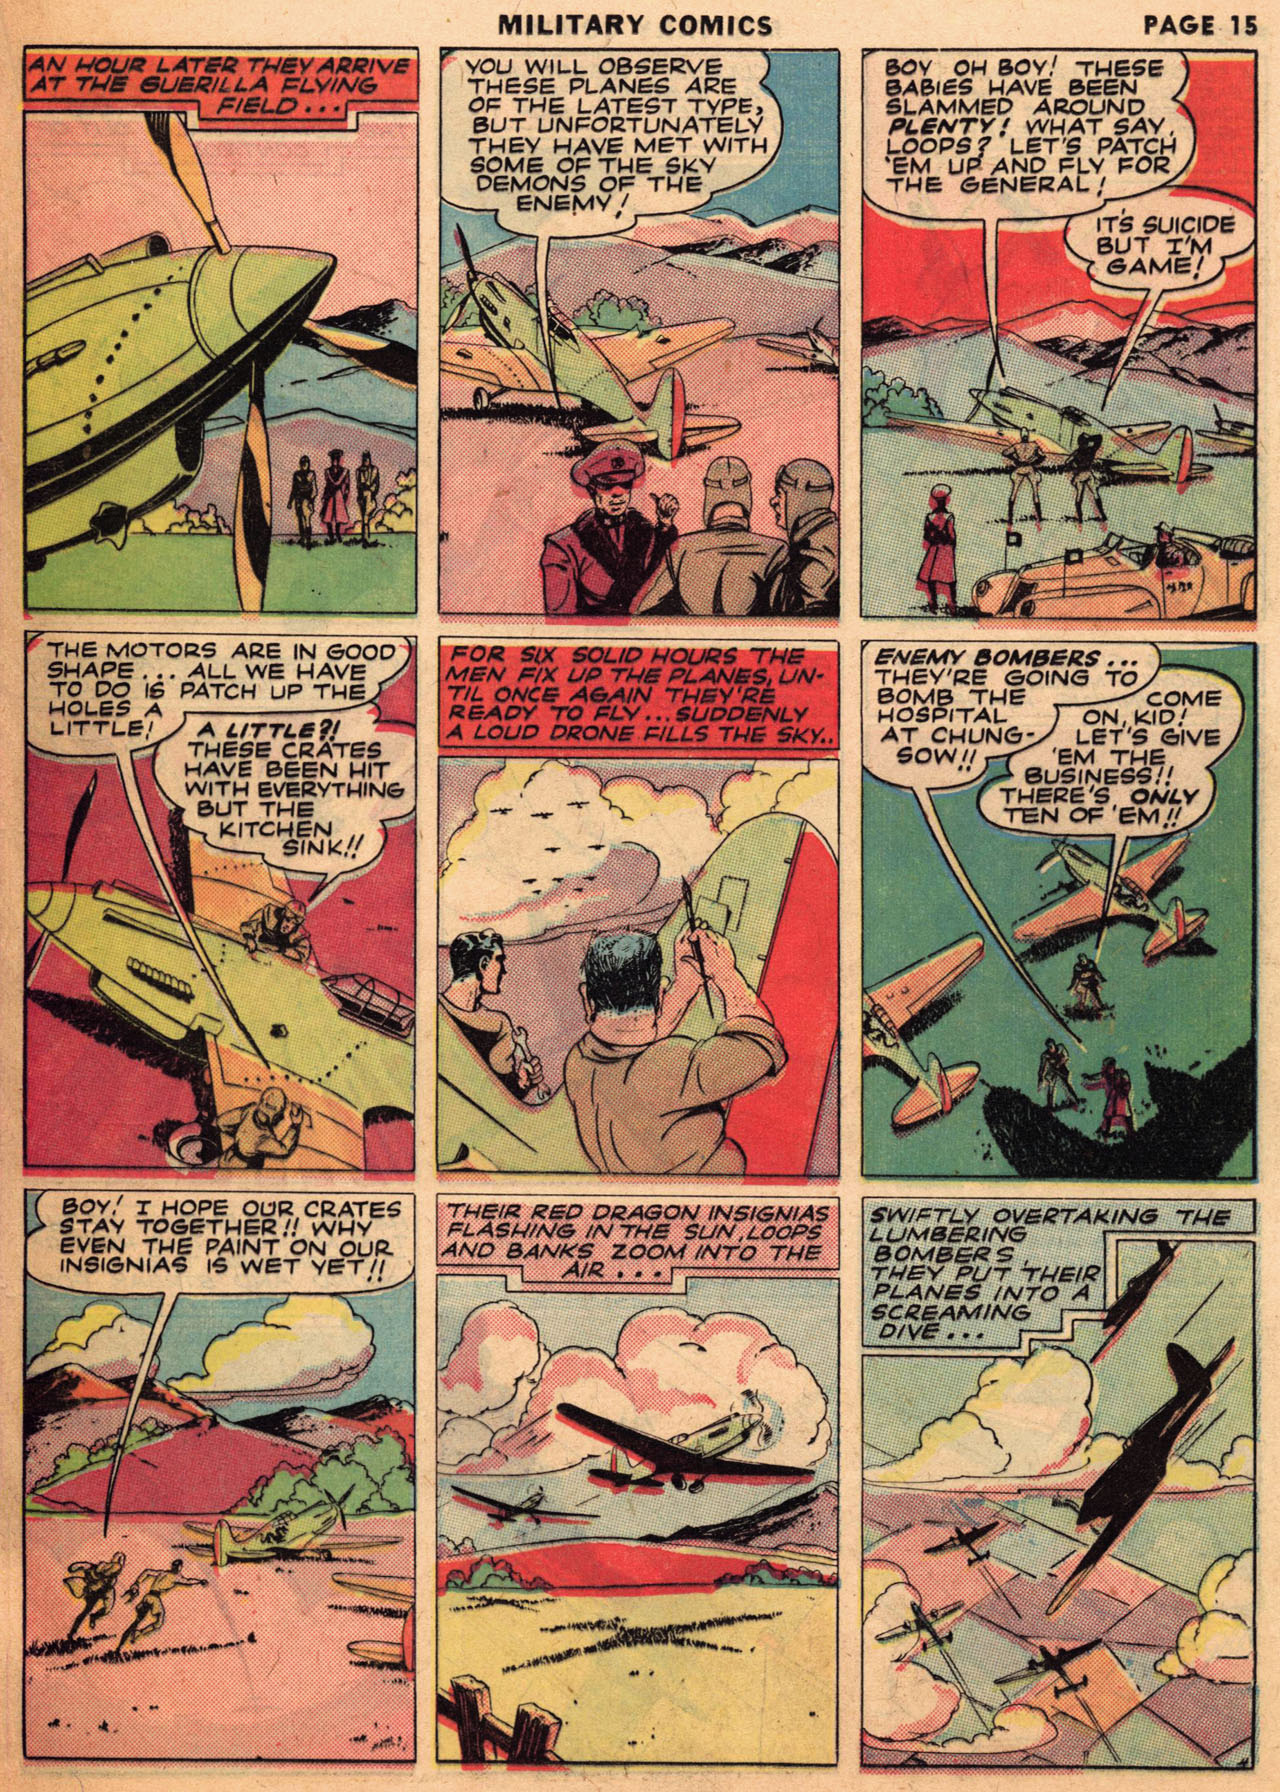 MILITARY COMICS
PAGE 15
AN HOUR LATER THEY ARRIVE
AT THE GUERILLA FLYING
FIELD...
YOU WILL OBSERVE
THESE PLANES ARE
OF THE LATEST TYPE,
BUT UNFORTUNATELY
THEY HAVE MET WITH
SOME OF THE SKY
DEMONS OF THE
ENEMY!
BOY OH BOY! THESE
BABIES HAVE BEEN
SLAMMED AROUND
PLENTY! WHAT SAY,
LOOPS? LET'S PATCH
'EM UP AND FLY FOR
THE GENERAL!
IT'S SUICIDE
BUT I'M
GAME!
THE MOTORS ARE IN GOOD
SHAPE... ALL WE HAVE
TO DO IS PATCH UP THE
HOLES A
LITTLE!
A LITTLE?!
THESE CRATES
HAVE BEEN HIT
WITH EVERYTHING
BUT THE
KITCHEN
SINK!!
FOR SIX SOLID HOURS THE
MEN FIX UP THE PLANES, UN-
TIL ONCE AGAIN THEY'RE
READY TO FLY... SUDDENLY
A LOUD DRONE FILLS THE SKY..
ENEMY BOMBERS...
THEY'RE GOING TO
BOMB THE
HOSPITAL
AT CHUNG-
SOW!!
COME
ON, KID!
LET'S GIVE
'EM THE
BUSINESS!!
THERE'S ONLY
TEN OF 'EM!!
BOY! I HOPE OUR CRATES
STAY TOGETHER!! WHY
EVEN THE PAINT ON OUR
INSIGNIAS IS WET YET!!
THEIR RED DRAGON INSIGNIAS
FLASHING IN THE SUN, LOOPS
AND BANKS ZOOM INTO THE
AIR...
SWIFTLY OVERTAKING THE
LUMBERING
BOMBERS,
THEY PUT THEIR
PLANES INTO A
SCREAMING
DIVE...